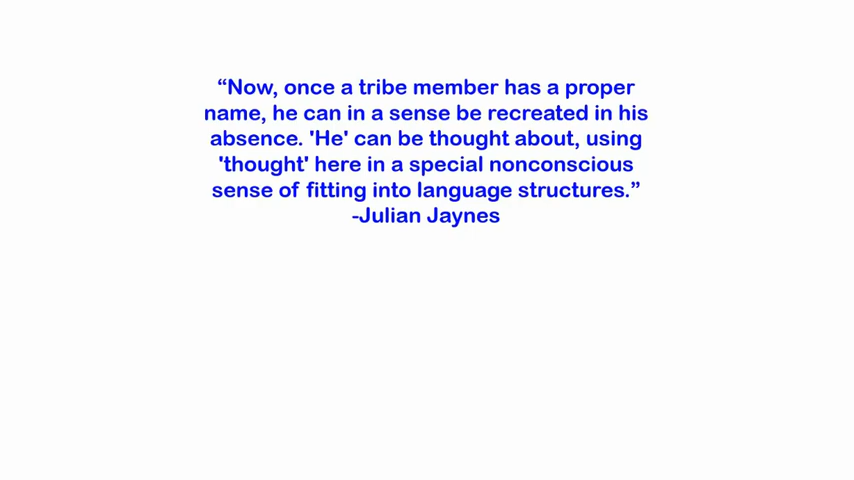 “Now, once a tribe member has a proper
name, he can in a sense be recreated in his
absence. 'He' can be thought about, using
'thought' here in a special nonconscious
sense of fitting into language structures.”
-Julian Jaynes